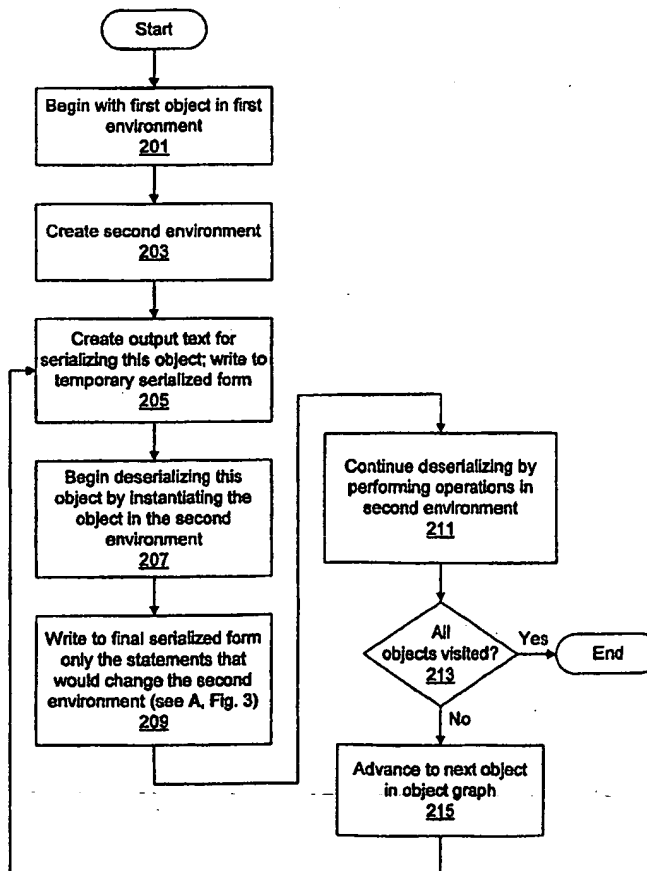 Start
Begin with first object in first
environment
201
Create second environment
203
Create output text for
serializing this object; write to
temporary serialized form
205
Begin deserializing this
object by instantiating the
object in the second
environment
207
Write to final serialized form
only the statements that
would change the second
environment (see A, Fig. 3)
209
Continue deserializing by
performing operations in
second environment
211
All
objects visited?
213
Yes
End
No
Advance to next object
in object graph
215